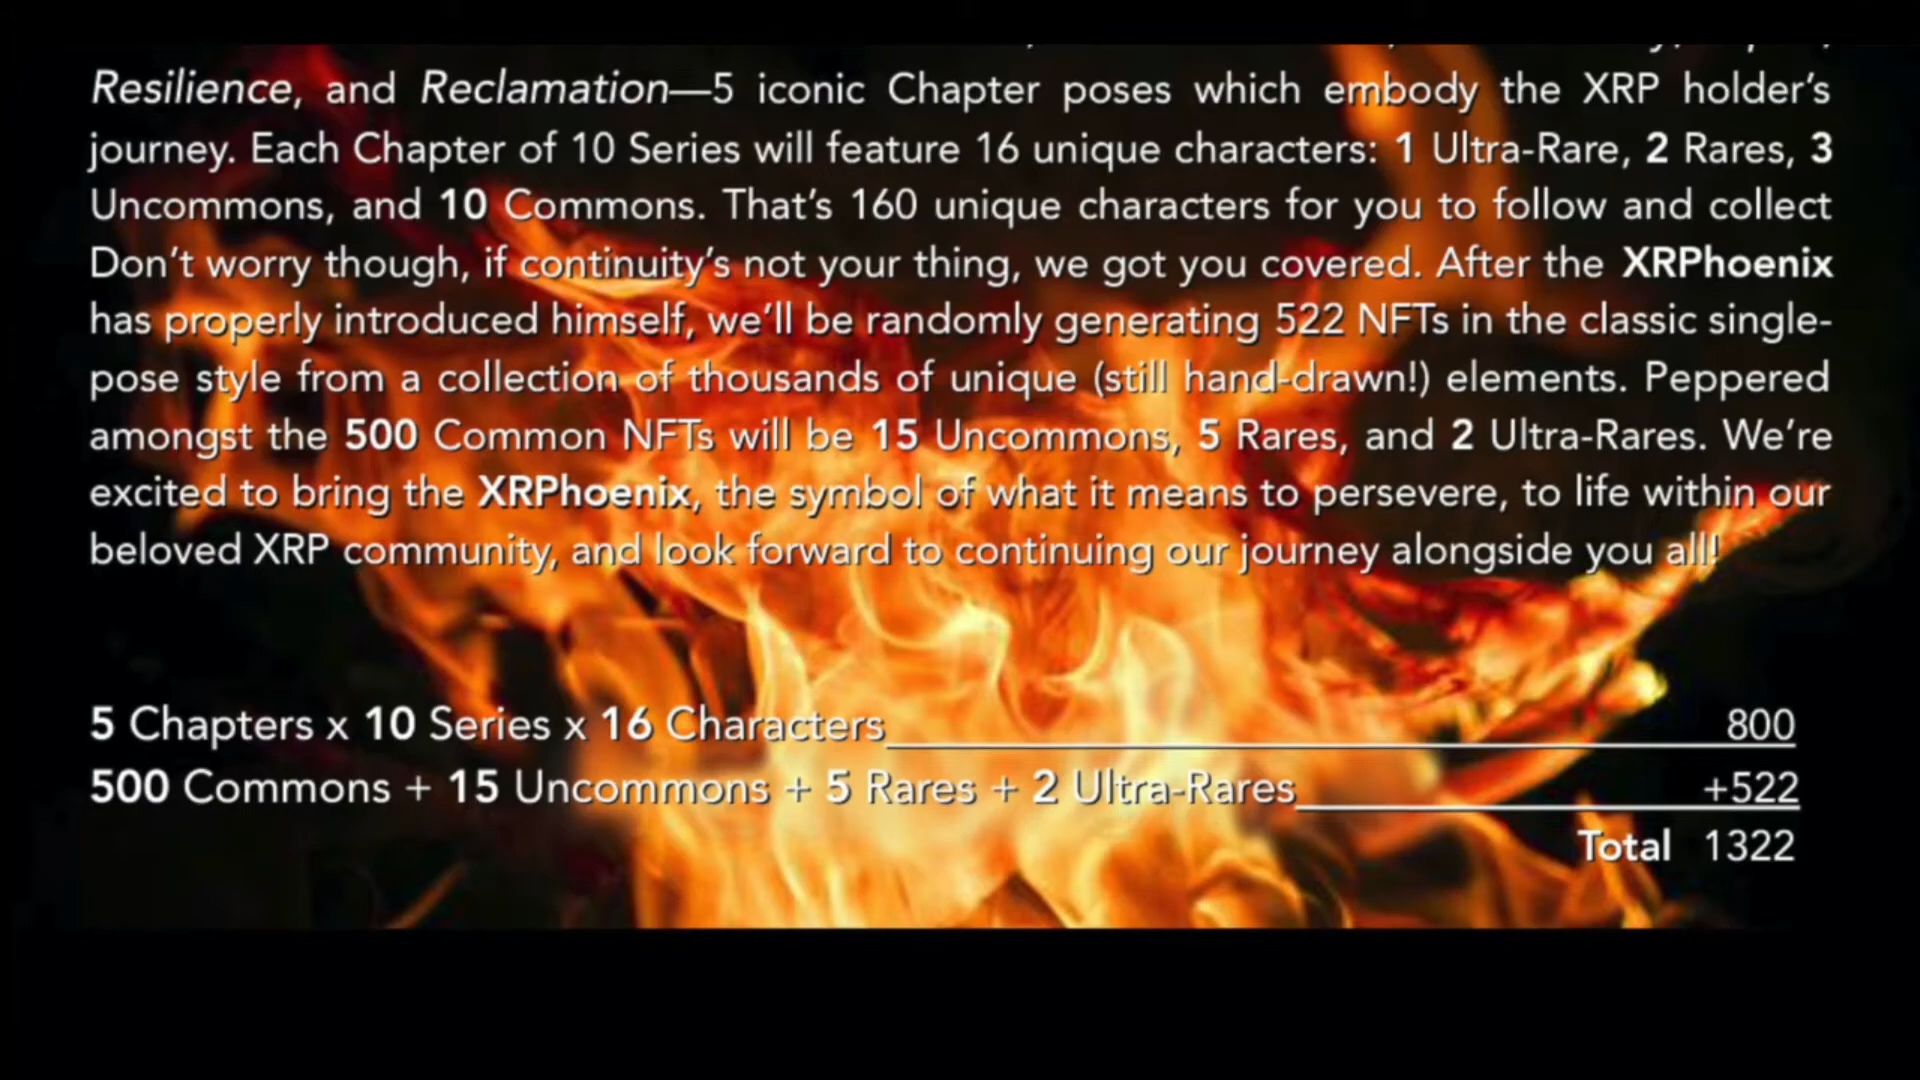 Resilience, and Reclamation—5 iconic Chapter poses which embody the XRP holder's
journey. Each Chapter of 10 Series will feature 16 unique characters: 1 Ultra-Rare, 2 Rares, 3
Uncommons, and 10 Commons. That's 160 unique characters for you to follow and collect
Don't worry though, if continuity's not your thing, we got you covered. After the XRPhoenix
has properly introduced himself, we'll be randomly generating 522 NFTs in the classic single-
pose style from a collection of thousands of unique (still hand-drawn!) elements. Peppered
amongst the 500 Common NFTs will be 15 Uncommons, 5 Rares, and 2 Ultra-Rares. We're
excited to bring the XRPhoenix, the symbol of what it means to persevere, to life within our
beloved XRP community, and look forward to continuing our journey alongside you all!
5 Chapters x 10 Series x 16 Characters 800
500 Commons + 15 Uncommons + 5 Rares + 2 Ultra-Rares +522
Total 1322